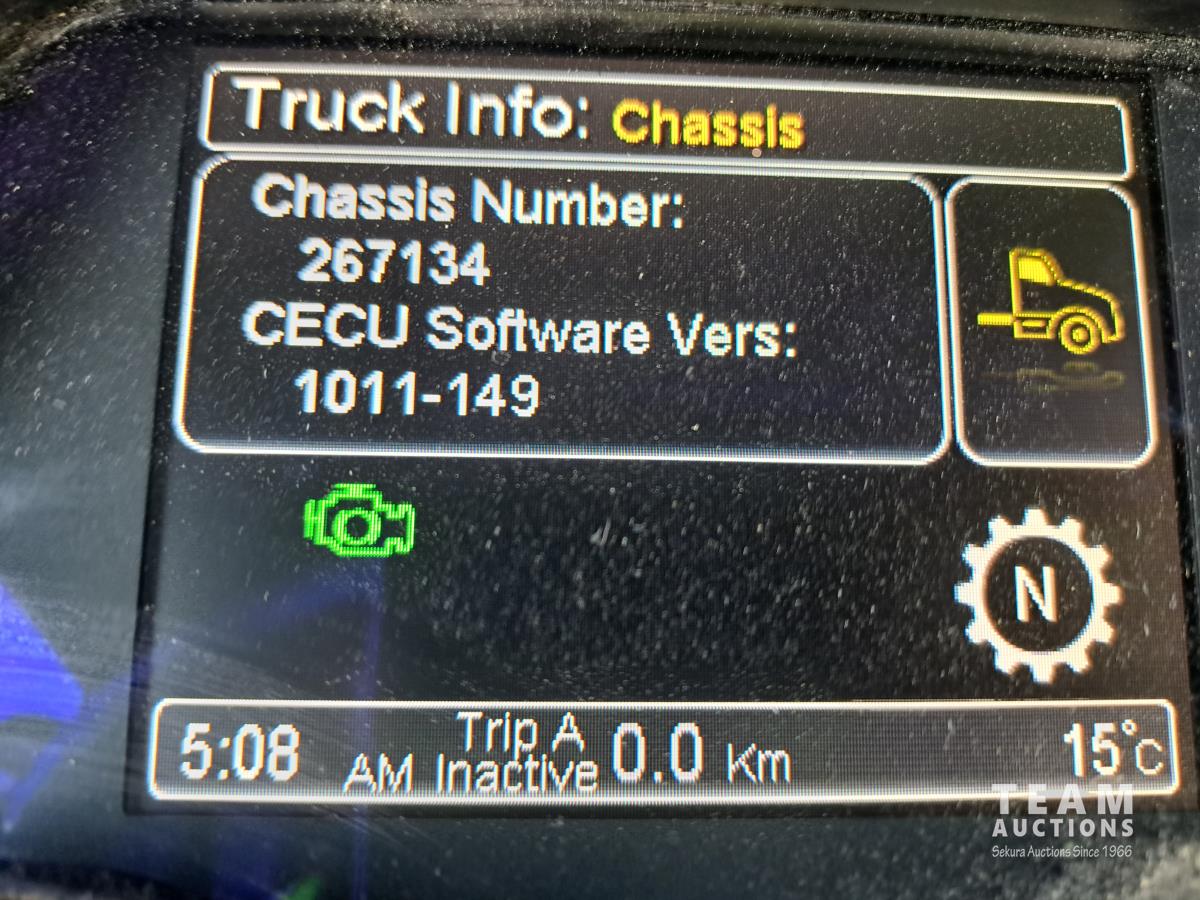 Truck Info: Chassis
Chassis Number:
267134
CECU Software Vers:
1011-149
N
5:08 AM Trip A Inactive 0.0 Km 15°C
TEAM
AUCTIONS
Sekura Auctions Since 1966